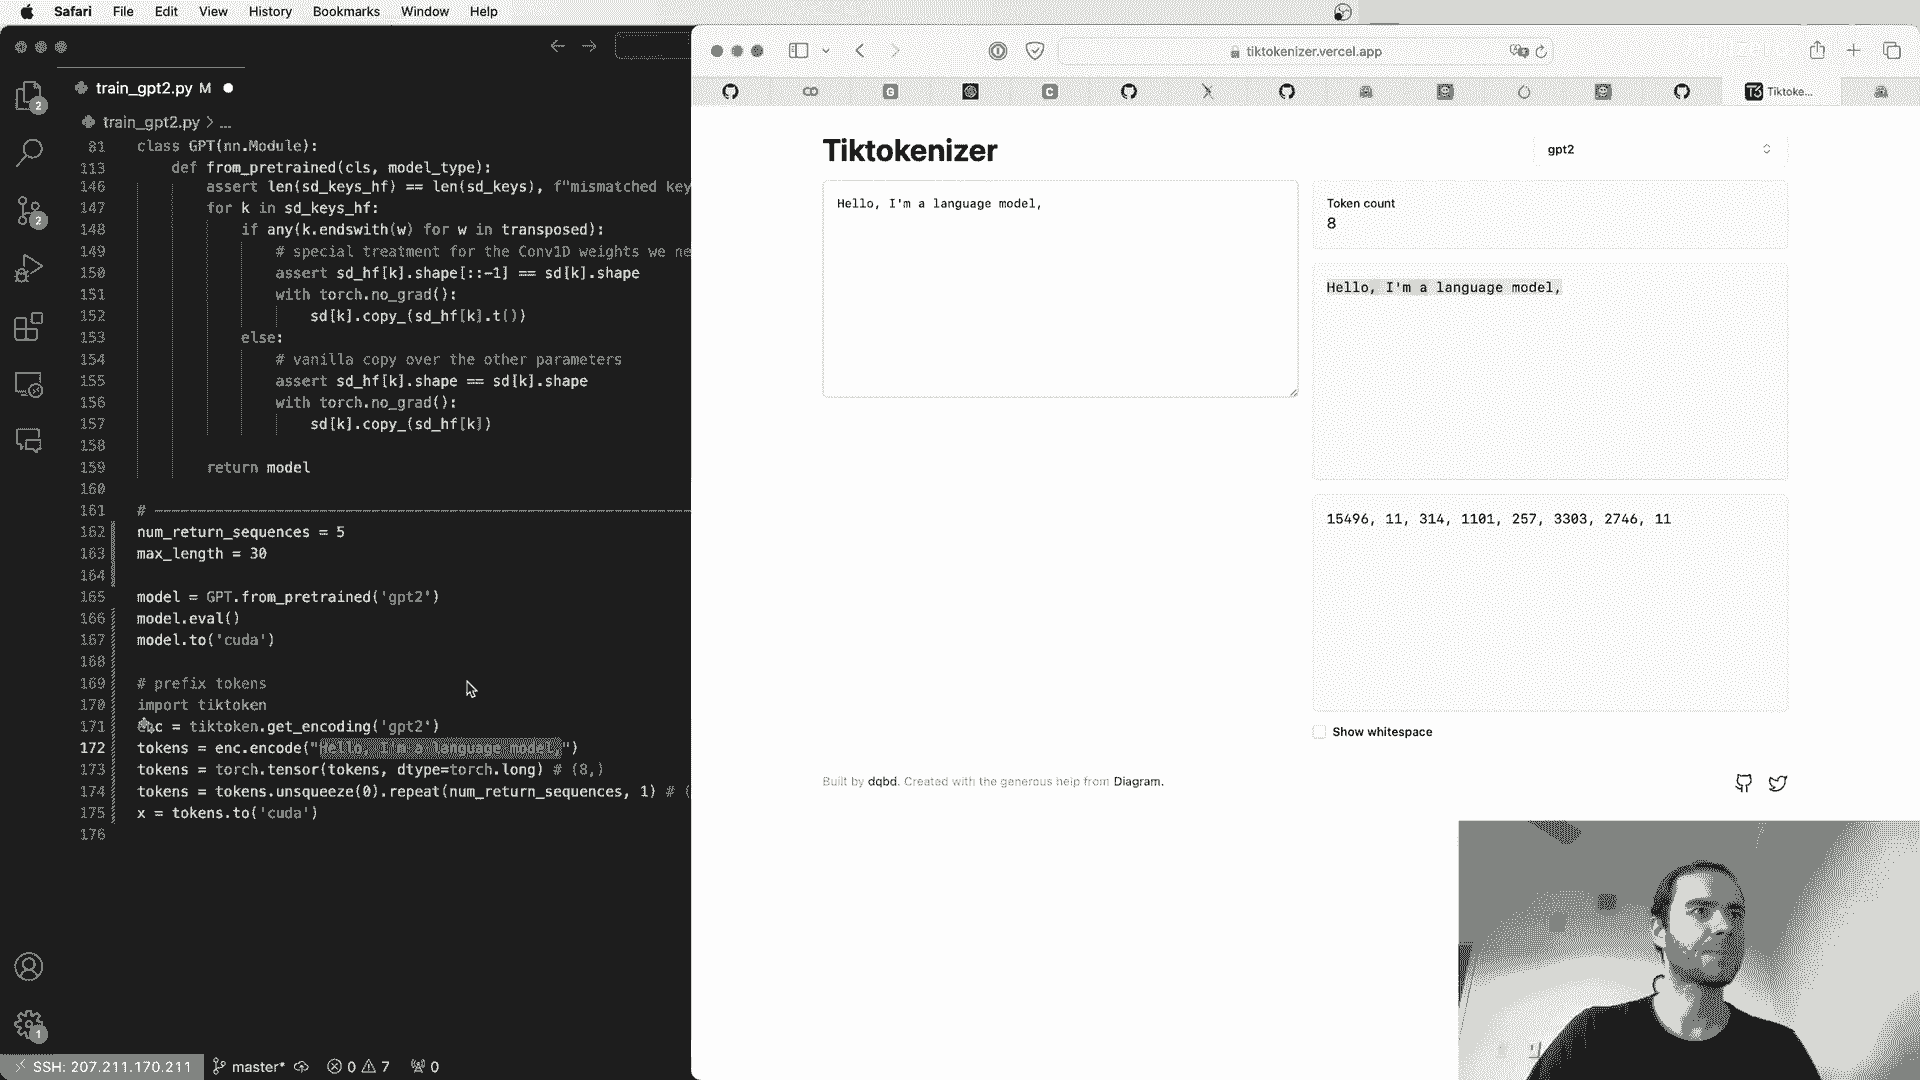 Safari File Edit View History Bookmarks Window Help
tiktokenizer.vercel.app
train_gpt2.py M
Tiktoke...
train_gpt2.py > ...
81 class GPT(nn.Module):
113 def from_pretrained(cls, model_type):
146 assert len(sd_keys_hf) == len(sd_keys), f"mismatched key
147 for k in sd_keys_hf:
148 if any(k.endswith(w) for w in transposed):
149 # special treatment for the Conv1D weights we ne
150 assert sd_hf[k].shape[::-1] == sd[k].shape
151 with torch.no_grad():
152 sd[k].copy_(sd_hf[k].t())
153 else:
154 # vanilla copy over the other parameters
155 assert sd_hf[k].shape == sd[k].shape
156 with torch.no_grad():
157 sd[k].copy_(sd_hf[k])
158
159 return model
160
161 # -----
162 num_return_sequences = 5
163 max_length = 30
164
165 model = GPT.from_pretrained('gpt2')
166 model.eval()
167 model.to('cuda')
168
169 # prefix tokens
170 import tiktoken
171 enc = tiktoken.get_encoding('gpt2')
172 tokens = enc.encode("Hello, I'm a language model,")
173 tokens = torch.tensor(tokens, dtype=torch.long) # (8,)
174 tokens = tokens.unsqueeze(0).repeat(num_return_sequences, 1) # (
175 x = tokens.to('cuda')
176
2
2
1
SSH: 207.211.170.211 master* 0 7 0
Tiktokenizer
gpt2
Hello, I'm a language model,
Token count
8
Hello, I'm a language model,
15496, 11, 314, 1101, 257, 3303, 2746, 11
Show whitespace
Built by dqbd. Created with the generous help from Diagram.